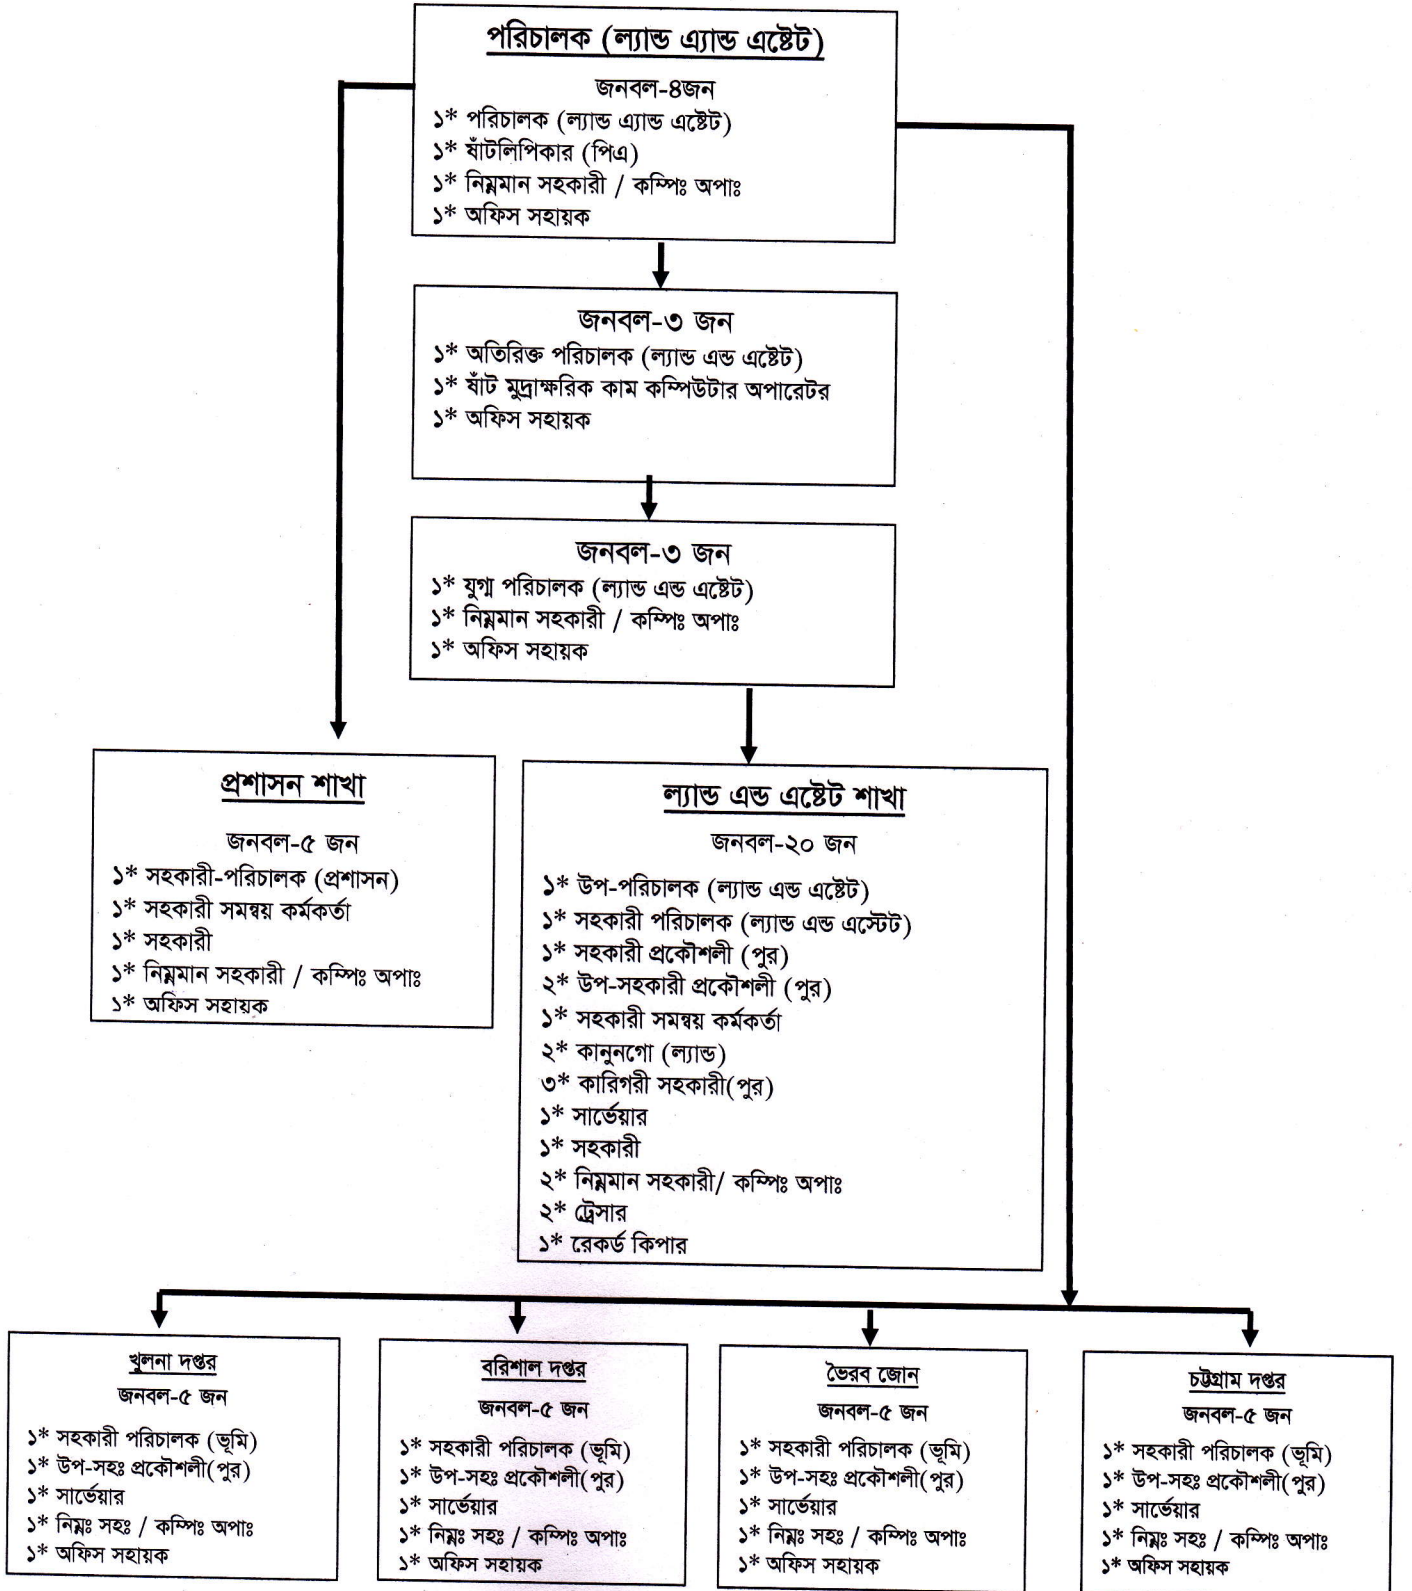 পরিচালক (ল্যান্ড এ্যান্ড এষ্টেট)
জনবল-৪জন
১* পরিচালক (ল্যান্ড এ্যান্ড এষ্টেট)
১* ষাঁটলিপিকার (পিএ)
১* নিম্নমান সহকারী / কম্পিঃ অপাঃ
১* অফিস সহায়ক
জনবল-৩ জন
১* অতিরিক্ত পরিচালক (ল্যান্ড এন্ড এষ্টেট)
১* ষাঁট মুদ্রাক্ষরিক কাম কম্পিউটার অপারেটর
১* অফিস সহায়ক
জনবল-৩ জন
১* যুগ্ম পরিচালক (ল্যান্ড এন্ড এষ্টেট)
১* নিম্নমান সহকারী / কম্পিঃ অপাঃ
১* অফিস সহায়ক
প্রশাসন শাখা
জনবল-৫ জন
১* সহকারী-পরিচালক (প্রশাসন)
১* সহকারী সমন্বয় কর্মকর্তা
১* সহকারী
১* নিম্নমান সহকারী / কম্পিঃ অপাঃ
১* অফিস সহায়ক
ল্যান্ড এন্ড এষ্টেট শাখা
জনবল-২০ জন
১* উপ-পরিচালক (ল্যান্ড এন্ড এষ্টেট)
১* সহকারী পরিচালক (ল্যান্ড এন্ড এস্টেট)
১* সহকারী প্রকৌশলী (পুর)
২* উপ-সহকারী প্রকৌশলী (পুর)
১* সহকারী সমন্বয় কর্মকর্তা
২* কানুনগো (ল্যান্ড)
৩* কারিগরী সহকারী(পুর)
১* সার্ভেয়ার
১* সহকারী
২* নিম্নমান সহকারী/ কম্পিঃ অপাঃ
২* ট্রেসার
১* রেকর্ড কিপার
খুলনা দপ্তর
জনবল-৫ জন
১* সহকারী পরিচালক (ভূমি)
১* উপ-সহঃ প্রকৌশলী(পুর)
১* সার্ভেয়ার
১* নিম্নঃ সহঃ / কম্পিঃ অপাঃ
১* অফিস সহায়ক
বরিশাল দপ্তর
জনবল-৫ জন
১* সহকারী পরিচালক (ভূমি)
১* উপ-সহঃ প্রকৌশলী(পুর)
১* সার্ভেয়ার
১* নিম্নঃ সহঃ / কম্পিঃ অপাঃ
১* অফিস সহায়ক
ভৈরব জোন
জনবল-৫ জন
১* সহকারী পরিচালক (ভূমি)
১* উপ-সহঃ প্রকৌশলী(পুর)
১* সার্ভেয়ার
১* নিম্নঃ সহঃ / কম্পিঃ অপাঃ
১* অফিস সহায়ক
চট্টগ্রাম দপ্তর
জনবল-৫ জন
১* সহকারী পরিচালক (ভূমি)
১* উপ-সহঃ প্রকৌশলী(পুর)
১* সার্ভেয়ার
১* নিম্নঃ সহঃ / কম্পিঃ অপাঃ
১* অফিস সহায়ক